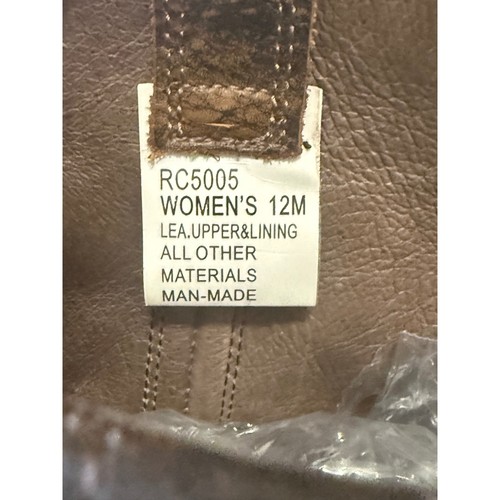 RC5005
WOMEN'S 12M
LEA.UPPER&LINING
ALL OTHER
MATERIALS
MAN-MADE